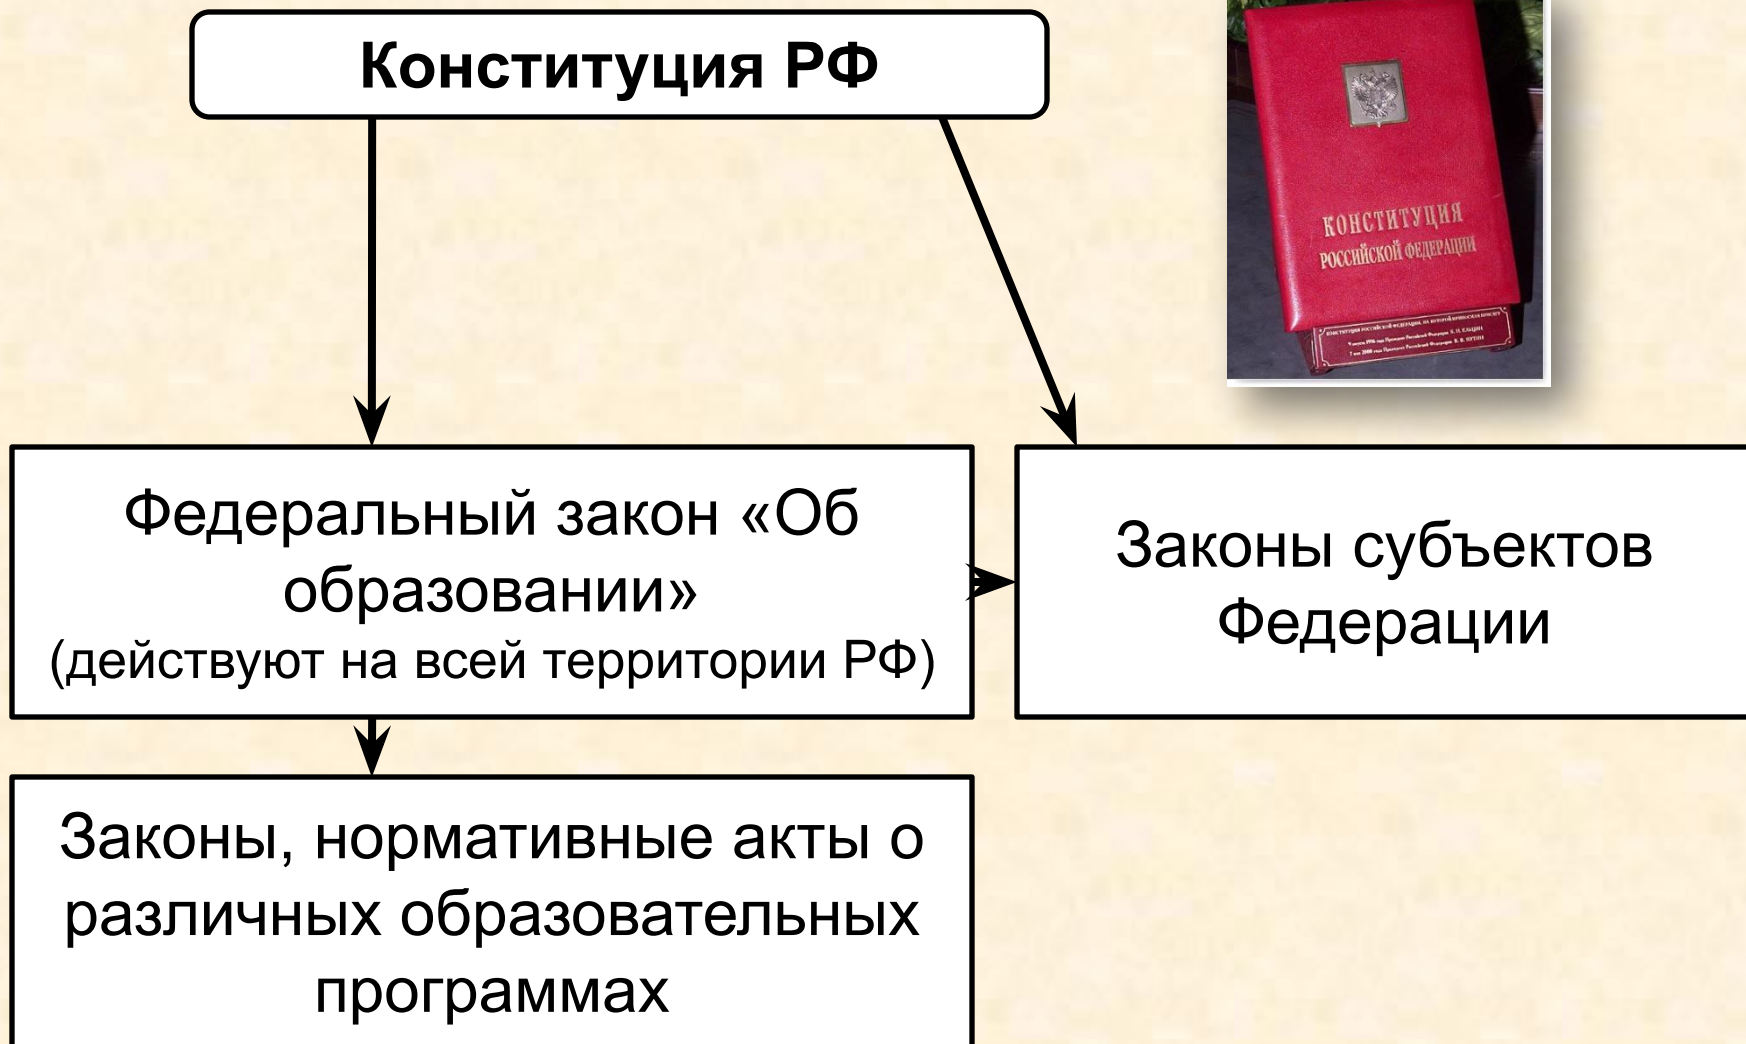 Конституция РФ
КОНСТИТУЦИЯ
РОССИЙСКОЙ ФЕДЕРАЦИИ
Федеральный закон «Об
образовании»
(действуют на всей территории РФ)
Законы субъектов
Федерации
Законы, нормативные акты о
различных образовательных
программах